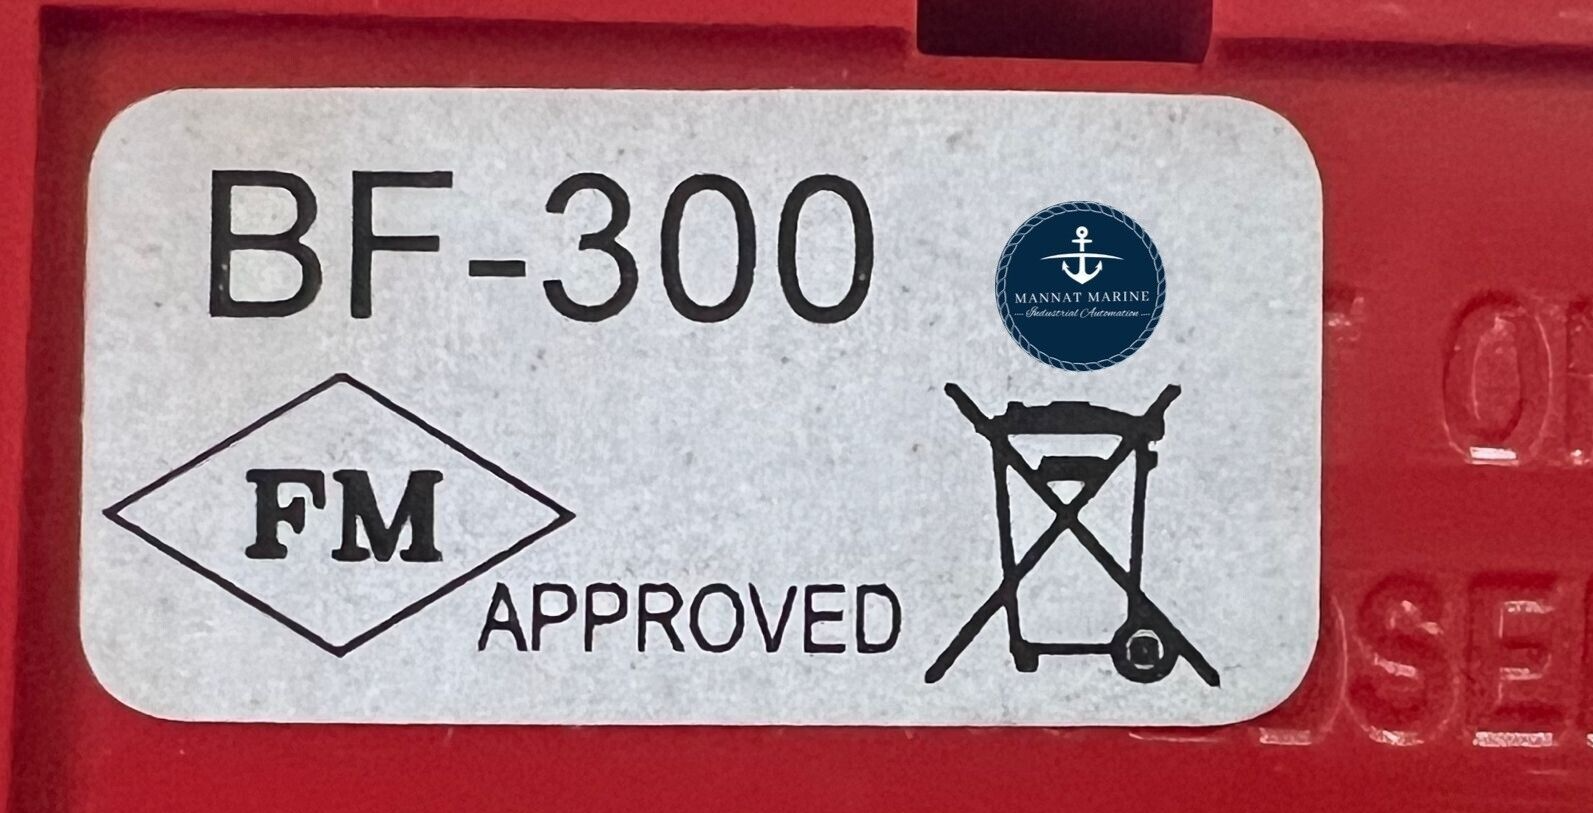 BF-300
MANNAT MARINE
Industrial Automation
FM
APPROVED